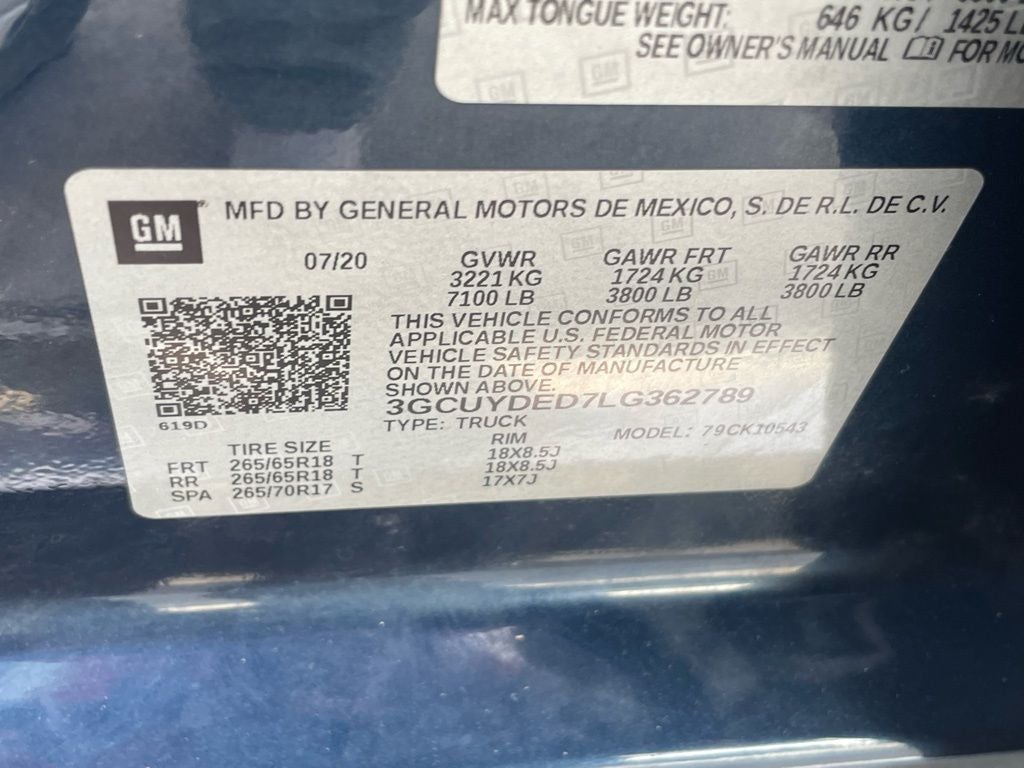 MAX TONGUE WEIGHT: 646 KG/ 1425 L
SEE OWNER'S MANUAL FOR MO
GM MFD BY GENERAL MOTORS DE MEXICO, S. DE R.L. DE C.V.
07/20 GVWR GAWR FRT GAWR RR
3221 KG 1724 KG 1724 KG
7100 LB 3800 LB 3800 LB
THIS VEHICLE CONFORMS TO ALL
APPLICABLE U.S. FEDERAL MOTOR
VEHICLE SAFETY STANDARDS IN EFFECT
ON THE DATE OF MANUFACTURE
SHOWN ABOVE.
3GCUYDED7LG362789
619D TYPE: TRUCK MODEL: 79CK10543
TIRE SIZE RIM
FRT 265/65R18 T 18X8.5J
RR 265/65R18 T 18X8.5J
SPA 265/70R17 S 17X7J